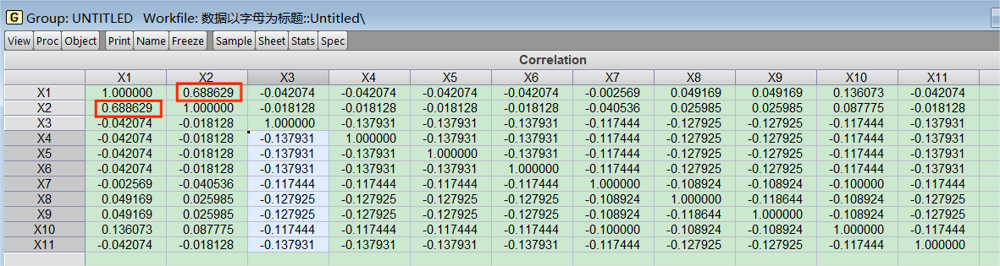 G Group: UNTITLED Workfile: 数据以字母为标题::Untitled\
View Proc Object Print Name Freeze Sample Sheet Stats Spec
Correlation
X1 X2 X3 X4 X5 X6 X7 X8 X9 X10 X11
X1 1.000000 0.688629 -0.042074 -0.042074 -0.042074 -0.042074 -0.002569 0.049169 0.049169 0.136073 -0.042074
X2 0.688629 1.000000 -0.018128 -0.018128 -0.018128 -0.018128 -0.040536 0.025985 0.025985 0.087775 -0.018128
X3 -0.042074 -0.018128 1.000000 -0.137931 -0.137931 -0.137931 -0.117444 -0.127925 -0.127925 -0.117444 -0.137931
X4 -0.042074 -0.018128 -0.137931 1.000000 -0.137931 -0.137931 -0.117444 -0.127925 -0.127925 -0.117444 -0.137931
X5 -0.042074 -0.018128 -0.137931 -0.137931 1.000000 -0.137931 -0.117444 -0.127925 -0.127925 -0.117444 -0.137931
X6 -0.042074 -0.018128 -0.137931 -0.137931 -0.137931 1.000000 -0.117444 -0.127925 -0.127925 -0.117444 -0.137931
X7 -0.002569 -0.040536 -0.117444 -0.117444 -0.117444 -0.117444 1.000000 -0.108924 -0.108924 -0.100000 -0.117444
X8 0.049169 0.025985 -0.127925 -0.127925 -0.127925 -0.127925 -0.108924 1.000000 -0.118644 -0.108924 -0.127925
X9 0.049169 0.025985 -0.127925 -0.127925 -0.127925 -0.127925 -0.108924 -0.118644 1.000000 -0.108924 -0.127925
X10 0.136073 0.087775 -0.117444 -0.117444 -0.117444 -0.117444 -0.100000 -0.108924 -0.108924 1.000000 -0.117444
X11 -0.042074 -0.018128 -0.137931 -0.137931 -0.137931 -0.137931 -0.117444 -0.127925 -0.127925 -0.117444 1.000000